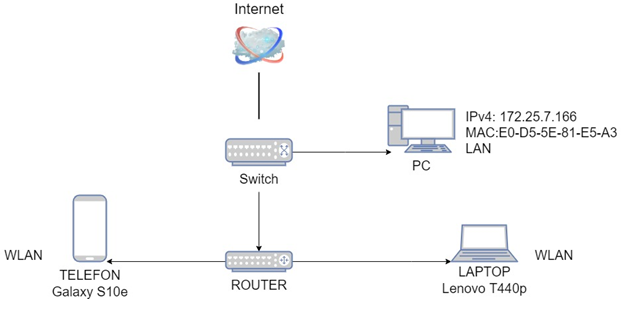 Internet
IPv4: 172.25.7.166
MAC:E0-D5-5E-81-E5-A3
LAN
PC
Switch
WLAN
TELEFON
Galaxy S10e
ROUTER
LAPTOP
Lenovo T440p
WLAN